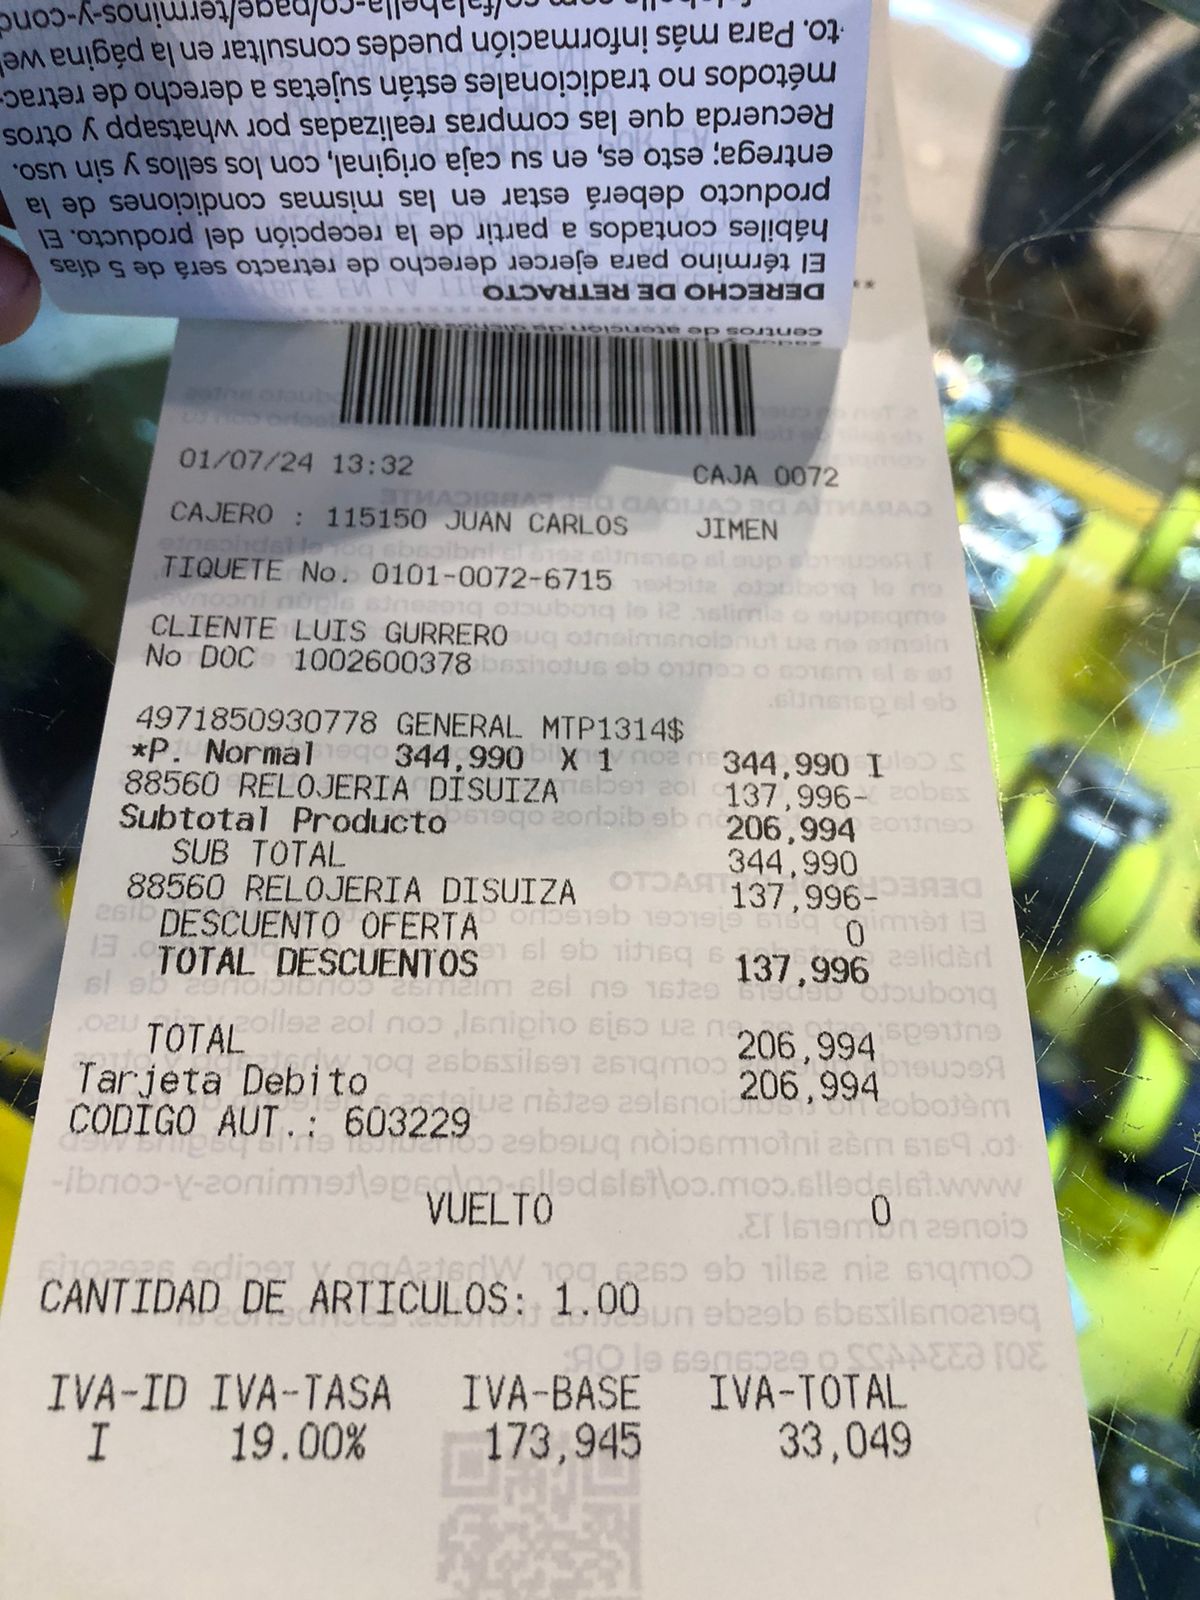 to. Para más información puedes consultar en la página
métodos no tradicionales están sujetas a derecho de retrac-
Recuerda que las compras realizadas por whatsapp y otros
entrega; esto es, en su caja original, con los sellos y sin uso.
producto deberá estar en las mismas condiciones de la
hábiles contados a partir de la recepción del producto. El
El término para ejercer derecho de retracto será de 5 días
DERECHO DE RETRACTO
centros de atención de
01/07/24 13:32 CAJA 0072
CAJERO : 115150 JUAN CARLOS JIMEN
TIQUETE No. 0101-0072-6715
CLIENTE LUIS GURRERO
No DOC 1002600378
4971850930778 GENERAL MTP1314$
*P. Normal 344,990 X 1 344,990 I
88560 RELOJERIA DISUIZA 137,996-
Subtotal Producto 206,994
SUB TOTAL 344,990
88560 RELOJERIA DISUIZA 137,996-
DESCUENTO OFERTA 0
TOTAL DESCUENTOS 137,996
TOTAL 206,994
Tarjeta Debito 206,994
CODIGO AUT.: 603229
VUELTO 0
CANTIDAD DE ARTICULOS: 1.00
IVA-ID IVA-TASA IVA-BASE IVA-TOTAL
I 19.00% 173,945 33,049